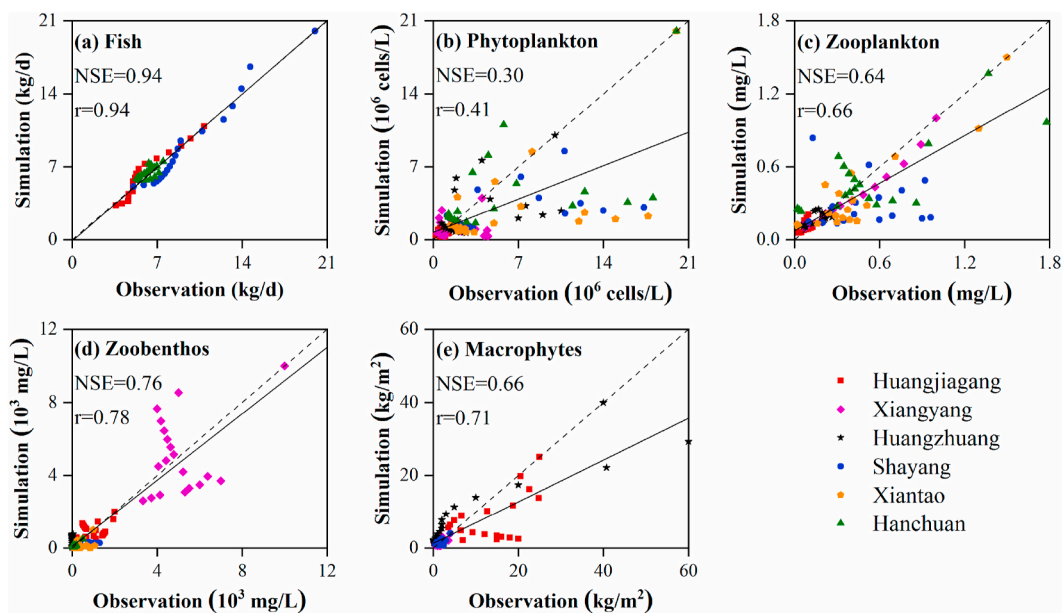 (a) Fish
NSE=0.94
r=0.94
Simulation (kg/d)
21
14
7
0
0
7
14
21
Observation (kg/d)
(b) Phytoplankton
NSE=0.30
r=0.41
Simulation (10⁶ cells/L)
21
14
7
0
0
7
14
21
Observation (10⁶ cells/L)
(c) Zooplankton
NSE=0.64
r=0.66
Simulation (mg/L)
1.8
1.2
0.6
0.0
0.0
0.6
1.2
1.8
Observation (mg/L)
(d) Zoobenthos
NSE=0.76
r=0.78
Simulation (10³ mg/L)
12
8
4
0
0
4
8
12
Observation (10³ mg/L)
(e) Macrophytes
NSE=0.66
r=0.71
Simulation (kg/m²)
60
40
20
0
0
20
40
60
Observation (kg/m²)
Huangjiagang
Xiangyang
Huangzhuang
Shayang
Xiantao
Hanchuan